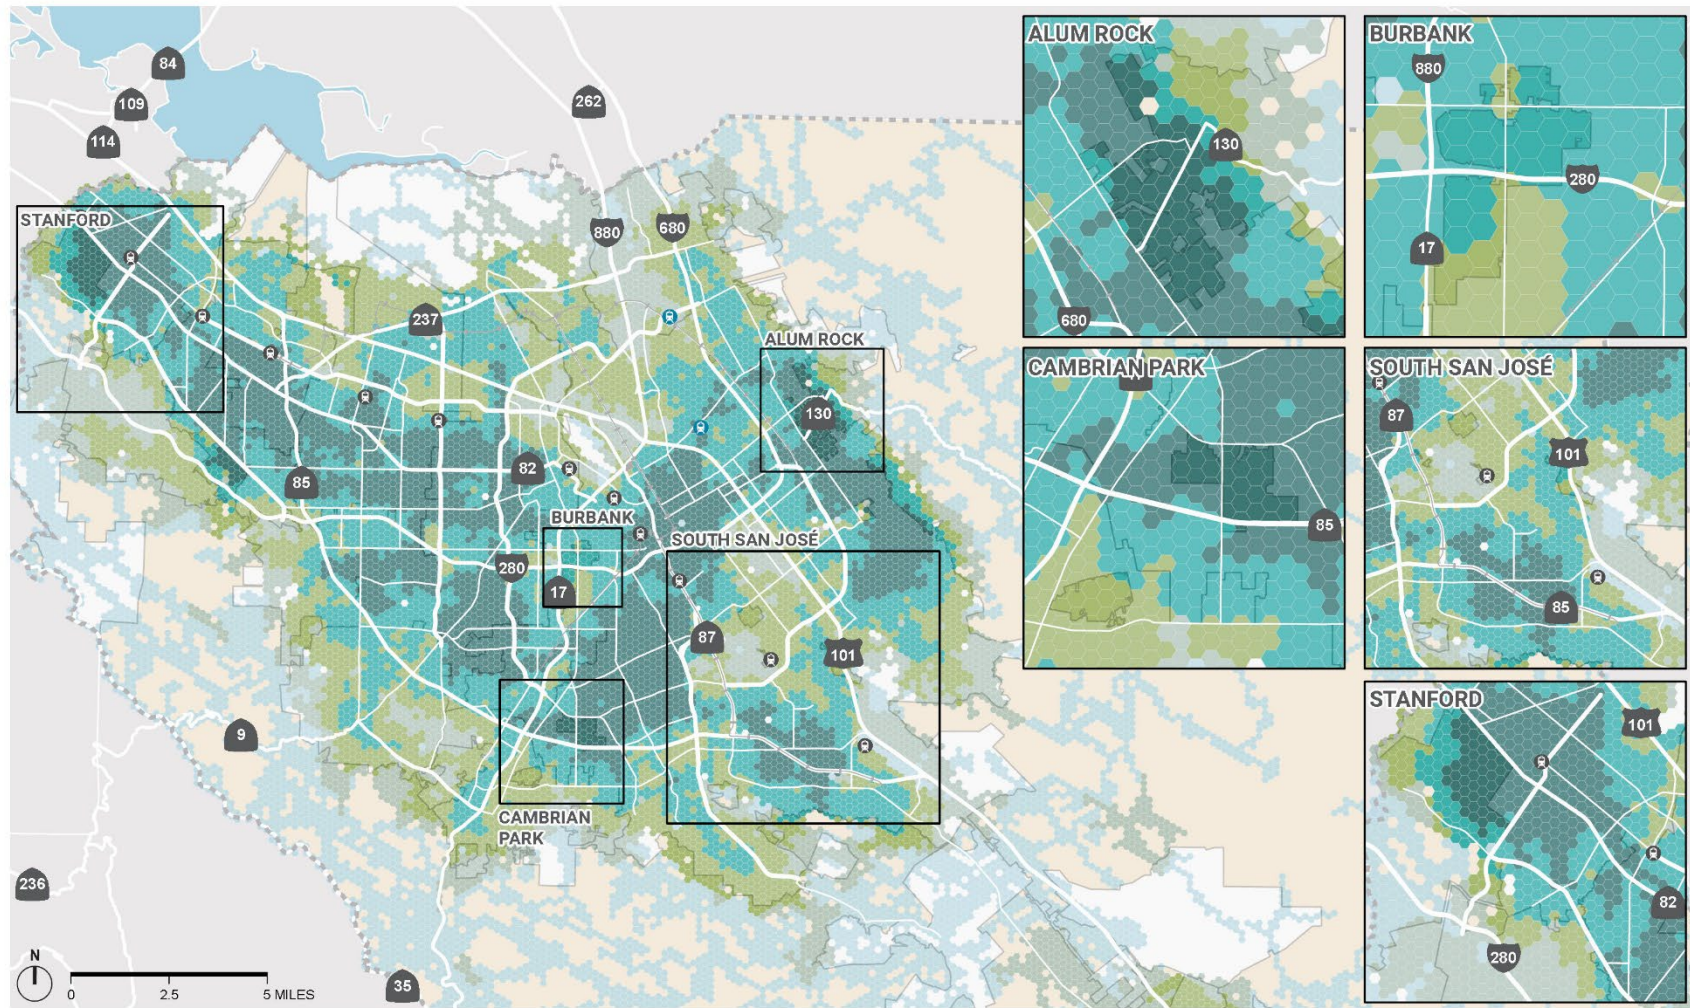 84
109
114
262
STANFORD
880
680
237
ALUM ROCK
130
82
85
BURBANK
SOUTH SAN JOSÉ
280
17
87
101
9
CAMBRIAN
PARK
236
35
N
0
2.5
5 MILES
ALUM ROCK
130
680
BURBANK
880
280
17
CAMBRIAN PARK
85
SOUTH SAN JOSÉ
87
101
85
STANFORD
101
82
280